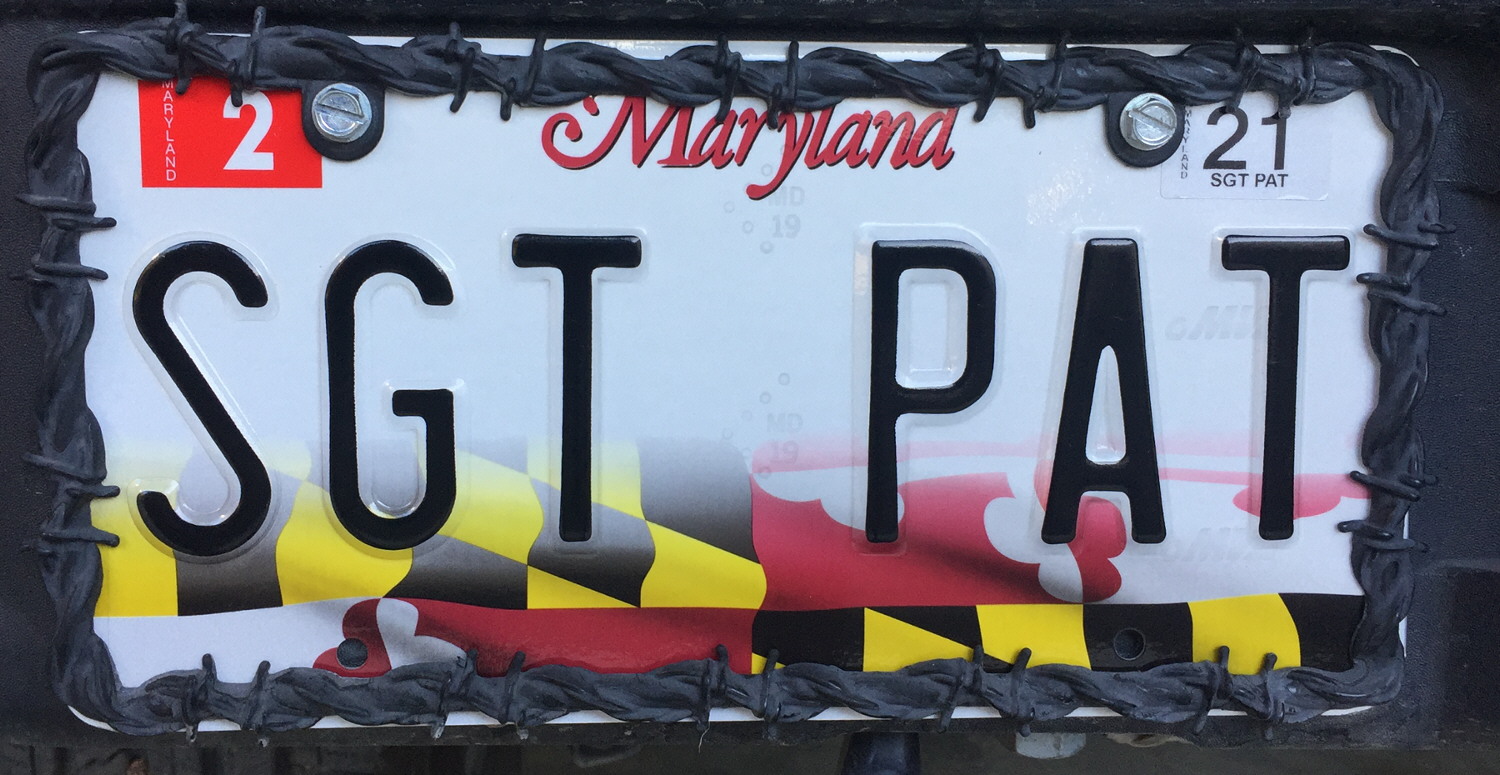 MARYLAND 2
Maryland
MARYLAND 21
SGT PAT
MD
19
SGT PAT
MD
19